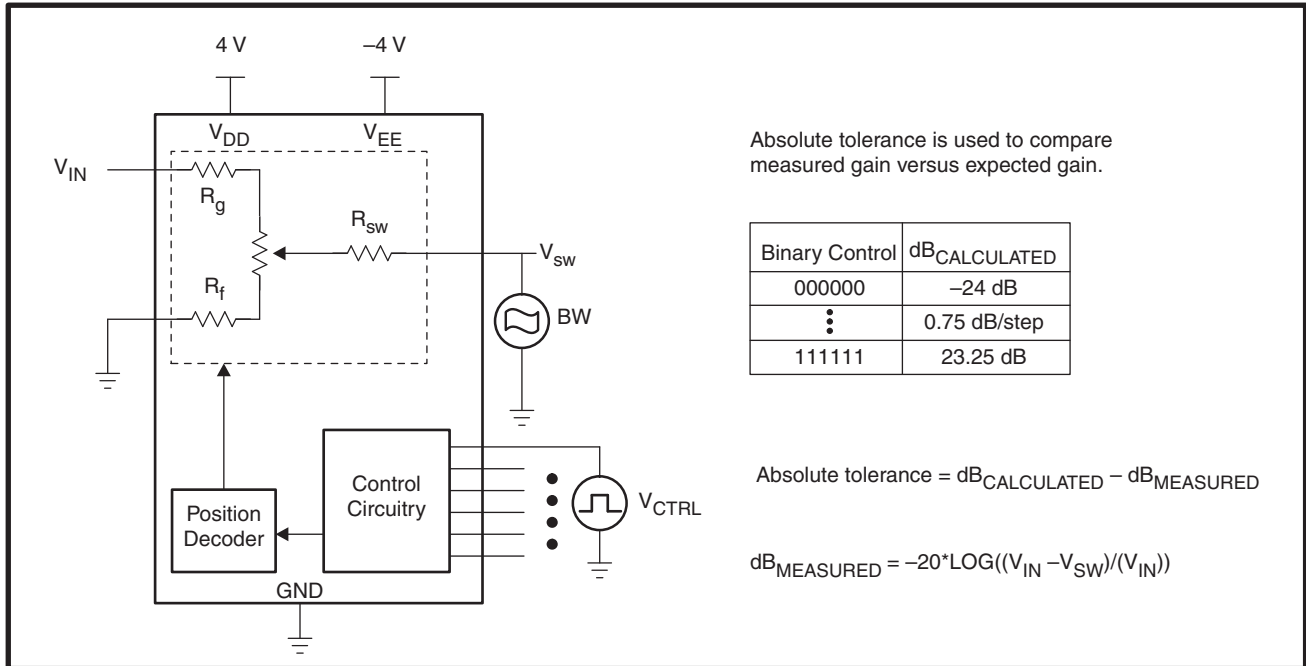 4 V
–4 V
V_DD
V_EE
V_IN
R_g
R_sw
V_sw
R_f
BW
Control
Circuitry
Position
Decoder
V_CTRL
GND
Absolute tolerance is used to compare
measured gain versus expected gain.
Binary Control dB_CALCULATED
000000 –24 dB
0.75 dB/step
111111 23.25 dB
Absolute tolerance = dB_CALCULATED – dB_MEASURED
dB_MEASURED = –20*LOG((V_IN –V_SW)/(V_IN))